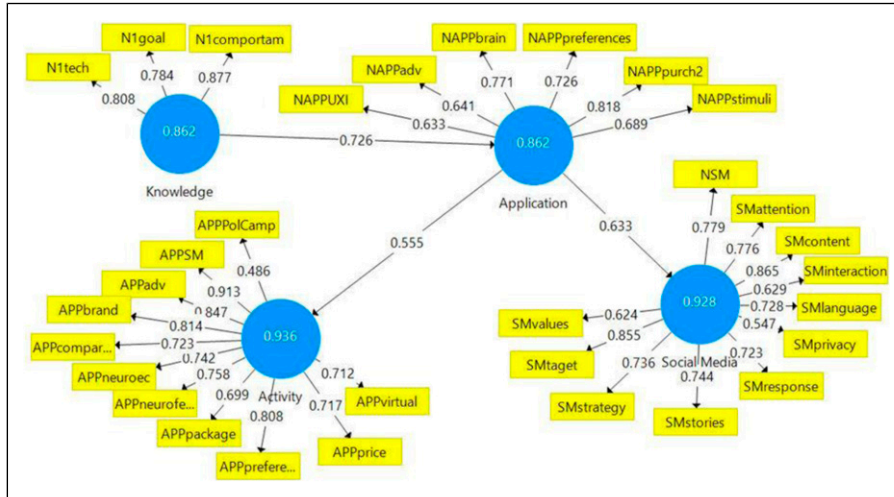 N1goal
N1comportam
N1tech
0.784
0.877
0.808
0.862
Knowledge
0.726
NAPPbrain
NAPPpreferences
NAPPadv
NAPPpurch2
NAPPUXI
NAPPstimuli
0.771
0.726
0.641
0.818
0.633
0.689
0.862
Application
0.555
0.633
NSM
SMattention
SMcontent
SMinteraction
SMlanguage
SMprivacy
SMresponse
SMstories
SMstrategy
SMtaget
SMvalues
0.779
0.776
0.865
0.629
0.728
0.547
0.723
0.744
0.736
0.855
0.624
0.928
Social Media
APPPolCamp
APPSM
APPadv
APPbrand
APPcompar...
APPneuroec
APPneurofe...
APPpackage
APPprefere...
APPprice
APPvirtual
0.486
0.913
0.847
0.814
0.723
0.742
0.758
0.699
0.808
0.717
0.712
0.936
Activity